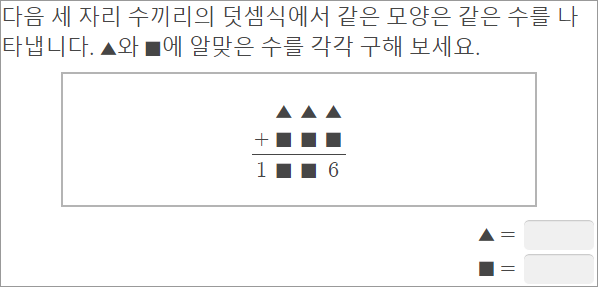 다음 세 자리 수끼리의 덧셈식에서 같은 모양은 같은 수를 나
타냅니다. ▲와 ■에 알맞은 수를 각각 구해 보세요.
▲ ▲ ▲
+ ■ ■ ■
1 ■ ■ 6
▲ =
■ =